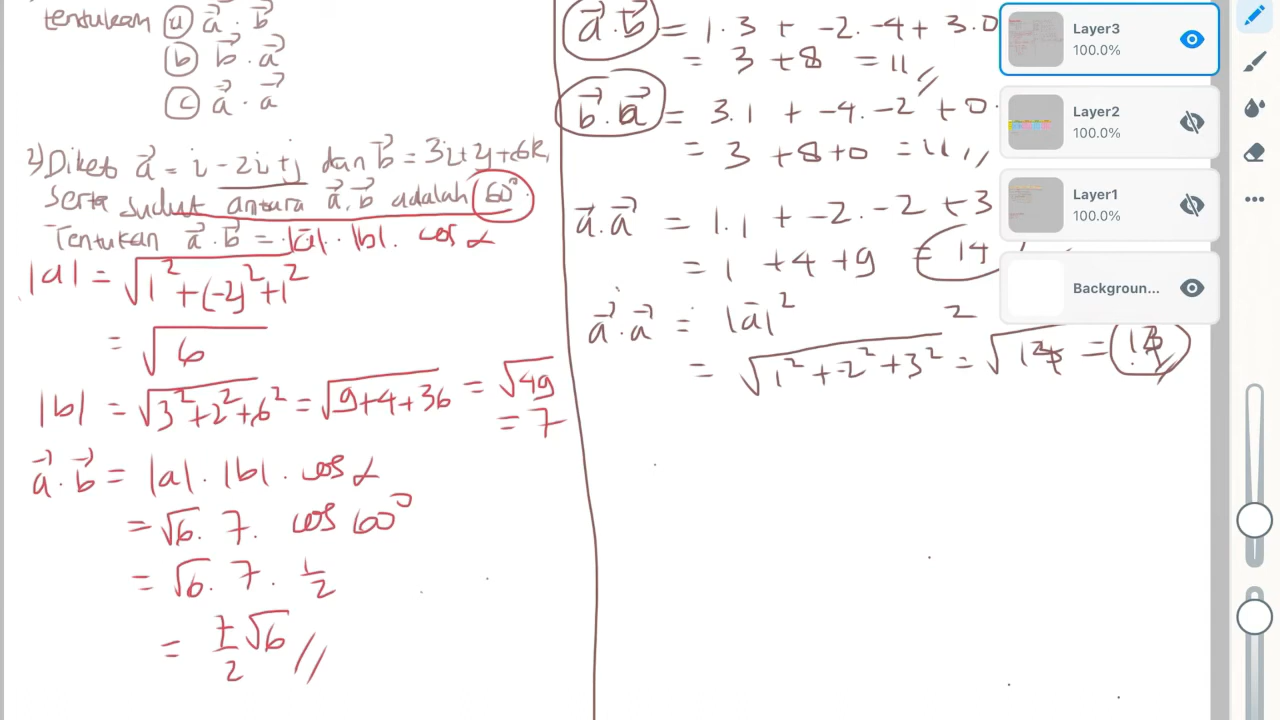 tentukan ⓐ a⃗ . b⃗
ⓑ b⃗ . a⃗
ⓒ a⃗ . a⃗
2) Diket a⃗ = i - 2i + j dan b⃗ = 3i + 2j + 6k,
serta sudut antara a⃗, b⃗ adalah 60°.
Tentukan a⃗ . b⃗ = |a| . |b| . cos α
|a| = √(1² + (-2)² + 1²)
= √6
|b| = √(3² + 2² + 6²) = √(9 + 4 + 36) = √49
= 7
a⃗ . b⃗ = |a| . |b| . cos α
= √6 . 7 . cos 60°
= √6 . 7 . 1/2
= 7/2 √6 //
a⃗ . b⃗ = 1 . 3 + -2 . -4 + 3 . 0
= 3 + 8 = 11 //
b⃗ . a⃗ = 3 . 1 + -4 . -2 + 0 .
= 3 + 8 + 0 = 11 //
a⃗ . a⃗ = 1 . 1 + -2 . -2 + 3
= 1 + 4 + 9 = 14
a⃗ . a⃗ = |a|²
= √(1² + -2² + 3²)² =
Layer3
100.0%
Layer2
100.0%
Layer1
100.0%
Backgroun...